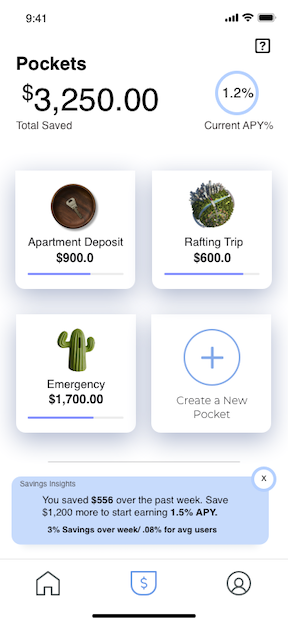 9:41
?
Pockets
$3,250.00
1.2%
Total Saved
Current APY%
Apartment Deposit
$900.0
Rafting Trip
$600.0
Emergency
$1,700.00
Create a New
Pocket
Savings Insights
X
You saved $556 over the past week. Save
$1,200 more to start earning 1.5% APY.
3% Savings over week/ .08% for avg users
$